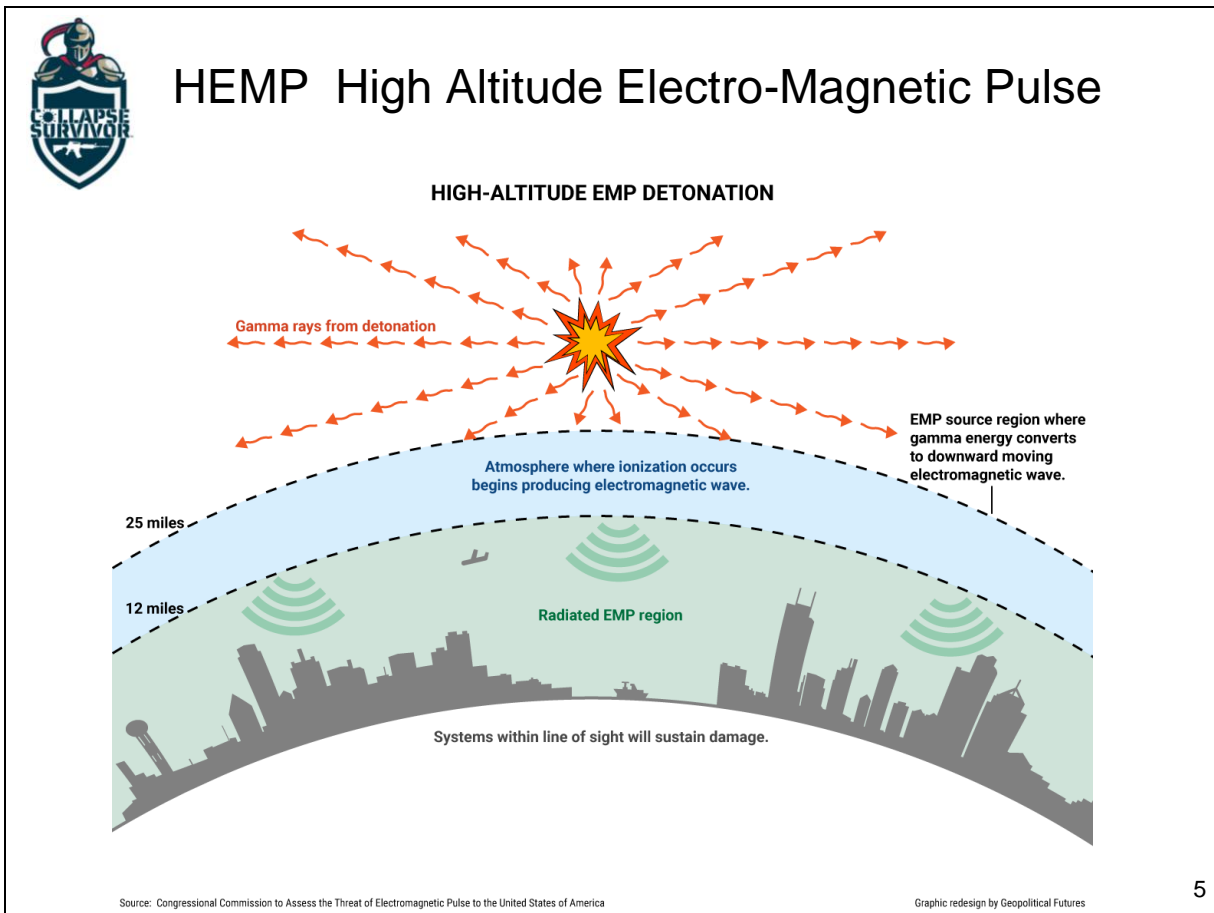 COLLAPSE
SURVIVOR
HEMP  High Altitude Electro-Magnetic Pulse
HIGH-ALTITUDE EMP DETONATION
Gamma rays from detonation
EMP source region where
gamma energy converts
to downward moving
electromagnetic wave.
Atmosphere where ionization occurs
begins producing electromagnetic wave.
25 miles
12 miles
Radiated EMP region
Systems within line of sight will sustain damage.
Source: Congressional Commission to Assess the Threat of Electromagnetic Pulse to the United States of America
Graphic redesign by Geopolitical Futures
5